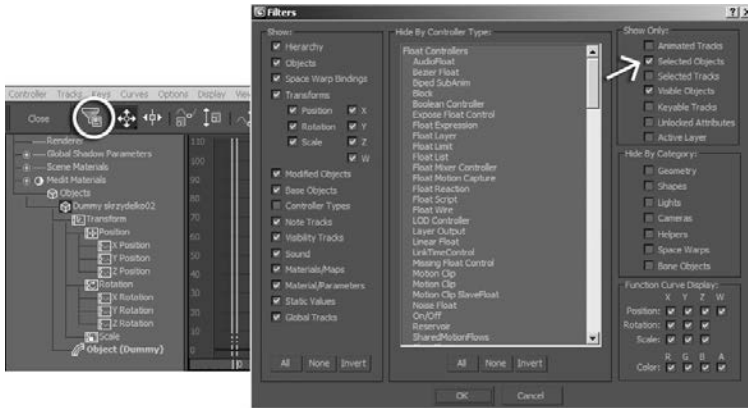 Controller Tracks Keys Curves Options Display
Close
Renderer
Global Shadow Parameters
Scene Materials
Medit Materials
Objects
Dummy skrzydelko02
Transform
Position
X Position
Y Position
Z Position
Rotation
X Rotation
Y Rotation
Z Rotation
Scale
Object (Dummy)
110
100
90
80
70
60
50
40
30
20
10
0
Filters
Show:
Hierarchy
Objects
Space Warp Bindings
Transforms
Position X
Rotation Y
Scale Z
W
Modified Objects
Base Objects
Controller Types
Note Tracks
Visibility Tracks
Sound
Materials/Maps
Material/Parameters
Static Values
Global Tracks
All None Invert
Hide By Controller Type:
Float Controllers
AudioFloat
Bezier Float
Biped SubAnim
Block
Boolean Controller
Expose Float Control
Float Expression
Float Layer
Float Limit
Float List
Float Mixer Controller
Float Motion Capture
Float Reaction
Float Script
Float Wire
LOD Controller
Layer Output
Linear Float
LinkTimeControl
Missing Float Control
Motion Clip
Motion Clip
Motion Clip SlaveFloat
Noise Float
On/Off
Reservoir
SharedMotionFlows
All None Invert
Show Only:
Animated Tracks
Selected Objects
Selected Tracks
Visible Objects
Keyable Tracks
Unlocked Attributes
Active Layer
Hide By Category:
Geometry
Shapes
Lights
Cameras
Helpers
Space Warps
Bone Objects
Function Curve Display:
X Y Z W
Position:
Rotation:
Scale:
R G B A
Color:
OK Cancel